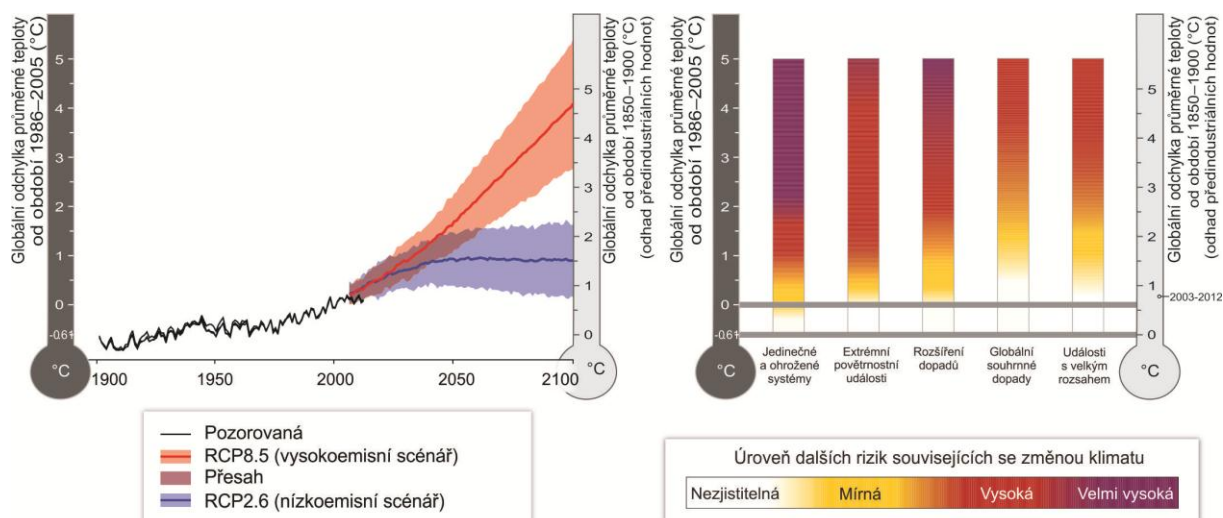 Globální odchylka průměrné teploty
od období 1986–2005 (°C)
5
4
3
2
1
0
-0.61
°C
Globální odchylka průměrné teploty
od období 1850–1900 (°C)
(odhad předindustriálních hodnot)
5
4
3
2
1
0
°C
1900
1950
2000
2050
2100
Pozorovaná
RCP8.5 (vysokoemisní scénář)
Přesah
RCP2.6 (nízkoemisní scénář)
Globální odchylka průměrné teploty
od období 1986–2005 (°C)
5
4
3
2
1
0
-0.61
°C
Jedinečné
a ohrožené
systémy
Extrémní
povětrnostní
události
Rozšíření
dopadů
Globální
souhrnné
dopady
Události
s velkým
rozsahem
Globální odchylka průměrné teploty
od období 1850–1900 (°C)
(odhad předindustriálních hodnot)
5
4
3
2
1
0
2003-2012
°C
Úroveň dalších rizik souvisejících se změnou klimatu
Nezjistitelná
Mírná
Vysoká
Velmi vysoká